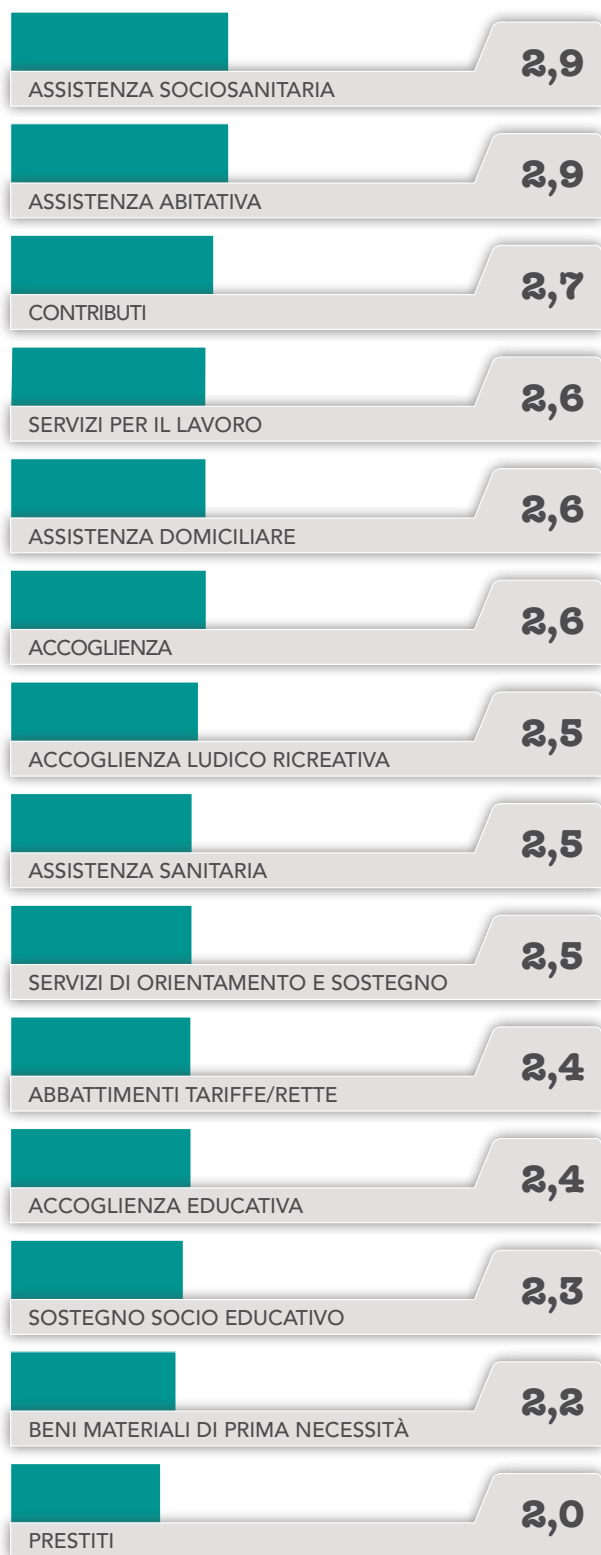 2,9
ASSISTENZA SOCIOSANITARIA
2,9
ASSISTENZA ABITATIVA
2,7
CONTRIBUTI
2,6
SERVIZI PER IL LAVORO
2,6
ASSISTENZA DOMICILIARE
2,6
ACCOGLIENZA
2,5
ACCOGLIENZA LUDICO RICREATIVA
2,5
ASSISTENZA SANITARIA
2,5
SERVIZI DI ORIENTAMENTO E SOSTEGNO
2,4
ABBATTIMENTI TARIFFE/RETTE
2,4
ACCOGLIENZA EDUCATIVA
2,3
SOSTEGNO SOCIO EDUCATIVO
2,2
BENI MATERIALI DI PRIMA NECESSITÀ
2,0
PRESTITI